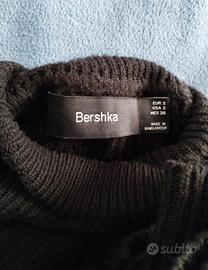 Bershka
EUR S
USA S
MEX 26
MADE IN
BANGLADESH
subito